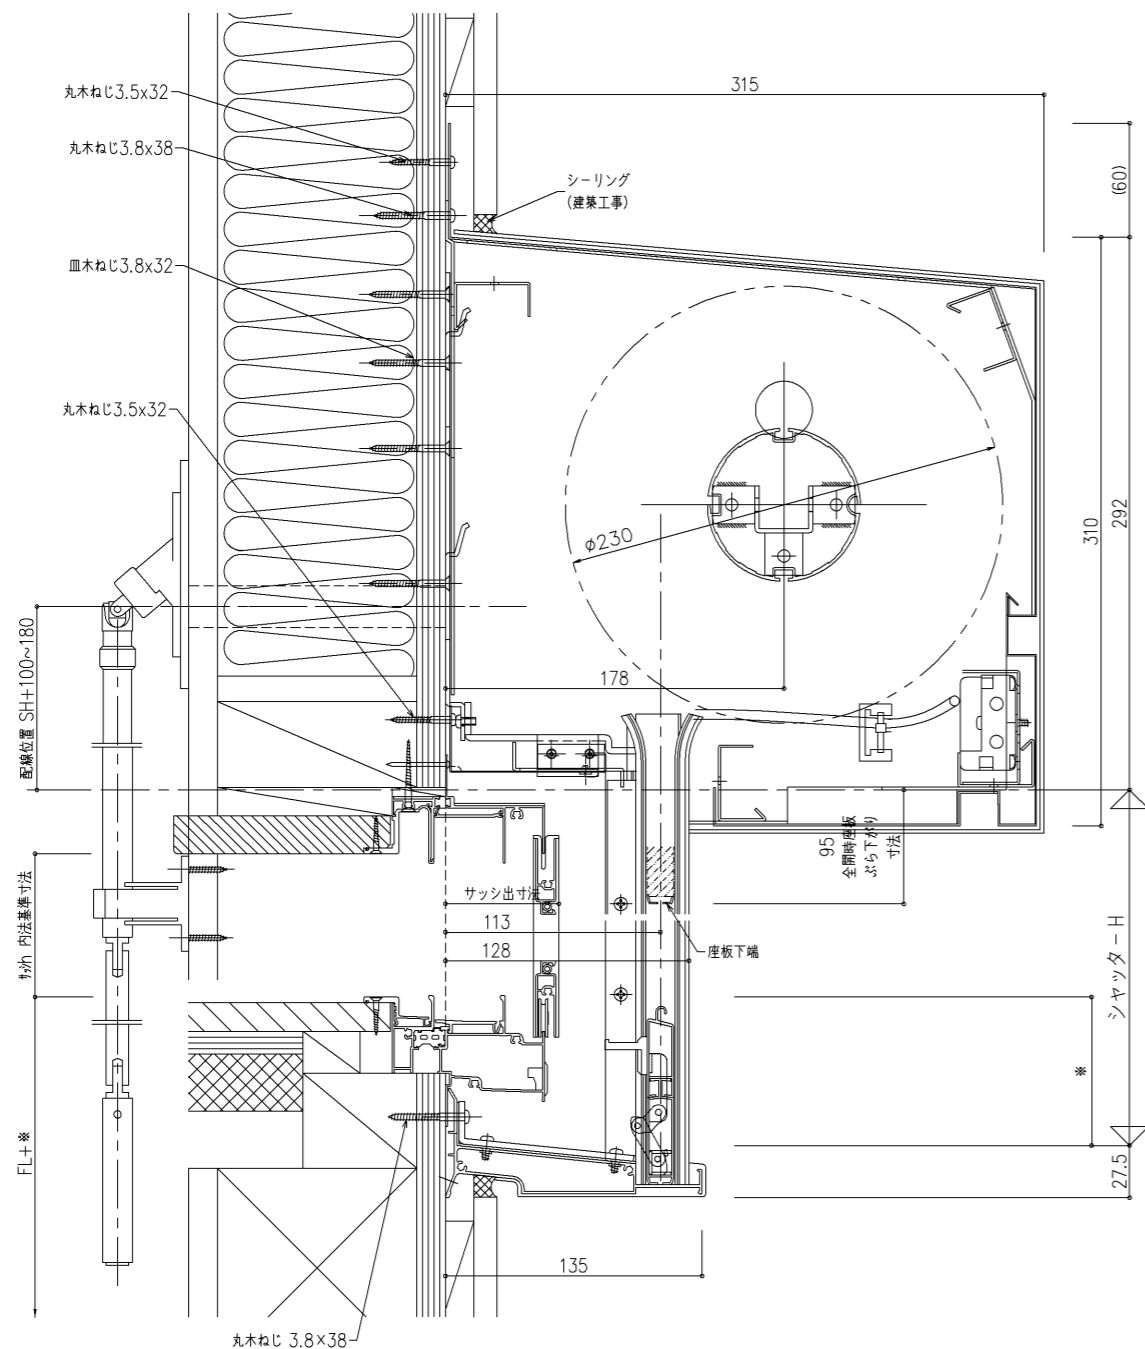 315
丸木ねじ3.5x32
丸木ねじ3.8x38
シーリング
(建築工事)
(60)
皿木ねじ3.8x32
丸木ねじ3.5x32
φ230
310
292
178
配線位置 SH+100~180
95
全開時座板
ぶら下がり
寸法
サッシ出寸法
113
128
座板下端
サッシh 内法基準寸法
シャッターH
※
FL+※
27.5
135
丸木ねじ 3.8×38